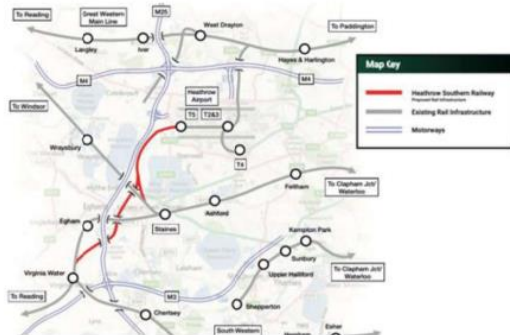 To Reading
Great Western
Main Line
M25
West Drayton
To Paddington
Langley
Iver
Hayes & Harlington
M4
M4
Map Key
Heathrow Southern Railway
Proposed Rail Infrastructure
Existing Rail Infrastructure
Motorways
To Windsor
Heathrow
Airport
T5
T2&3
T4
Wraysbury
Feltham
To Clapham Jct/
Waterloo
Ashford
Staines
Egham
Kempton Park
Sunbury
Upper Halliford
To Clapham Jct/
Waterloo
Virginia Water
M3
Shepperton
To Reading
Chertsey
South Western
Esher